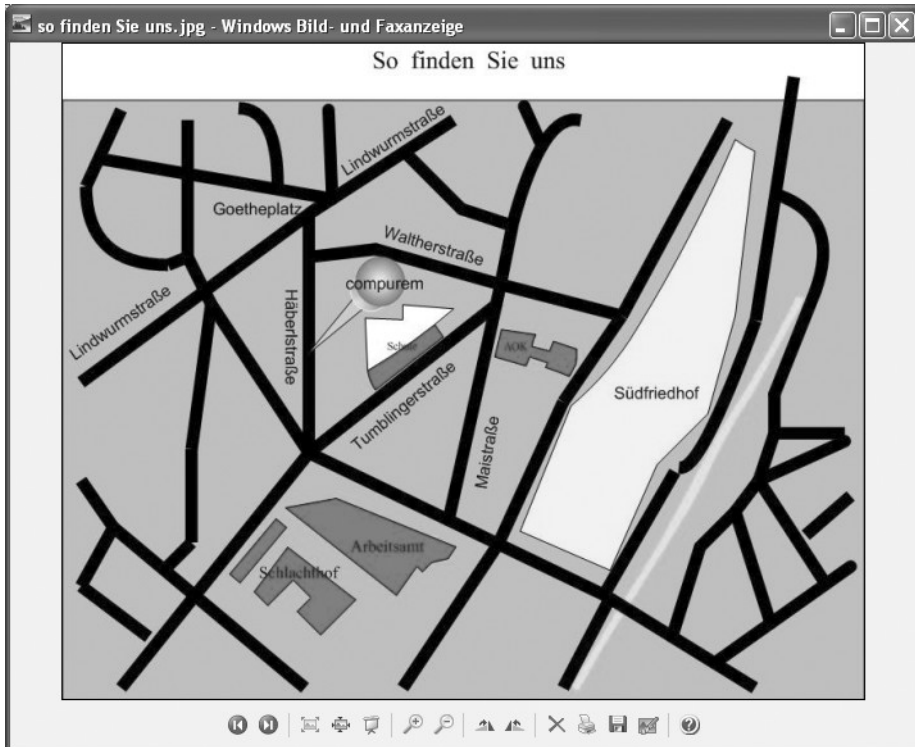 so finden Sie uns.jpg - Windows Bild- und Faxanzeige
So finden Sie uns
Lindwurmstraße
Goetheplatz
Waltherstraße
compurem
Häberlstraße
Lindwurmstraße
Schule
AOK
Tumblingerstraße
Südfriedhof
Maistraße
Arbeitsamt
Schlachthof